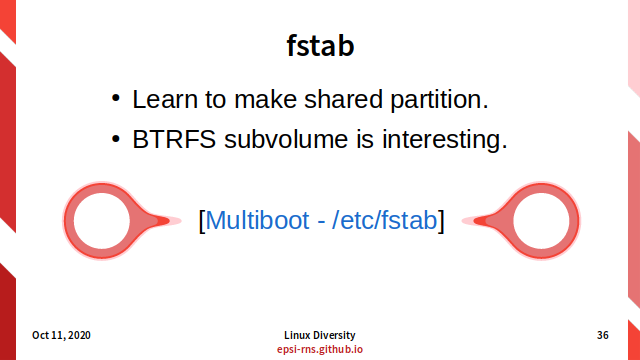 fstab
• Learn to make shared partition.
• BTRFS subvolume is interesting.
[Multiboot - /etc/fstab]
Oct 11, 2020
Linux Diversity
epsi-rns.github.io
36